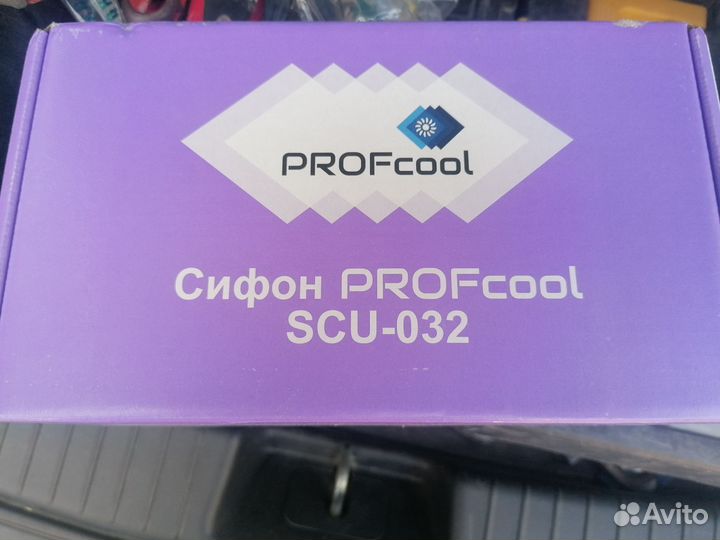 PROFcool
Сифон PROFcool
SCU-032
Avito